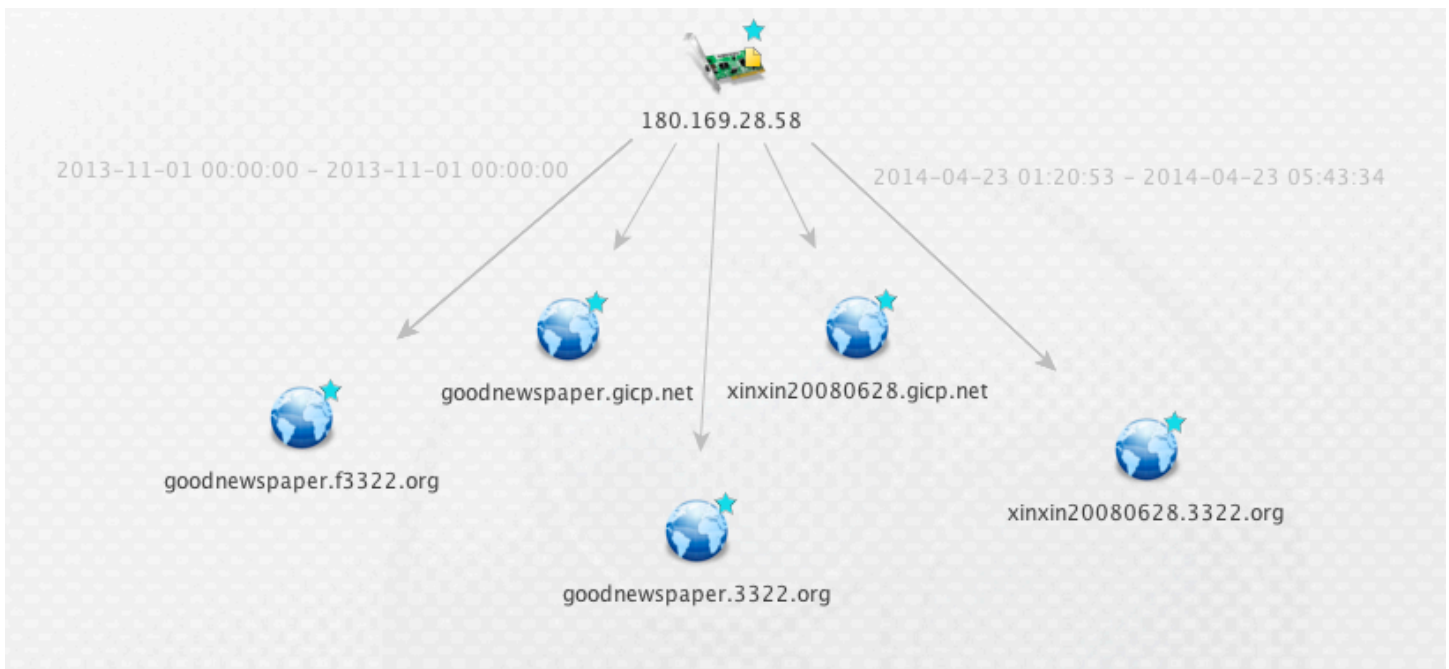 180.169.28.58
2013-11-01 00:00:00 - 2013-11-01 00:00:00
2014-04-23 01:20:53 - 2014-04-23 05:43:34
goodnewspaper.gicp.net
xinxin20080628.gicp.net
goodnewspaper.f3322.org
xinxin20080628.3322.org
goodnewspaper.3322.org